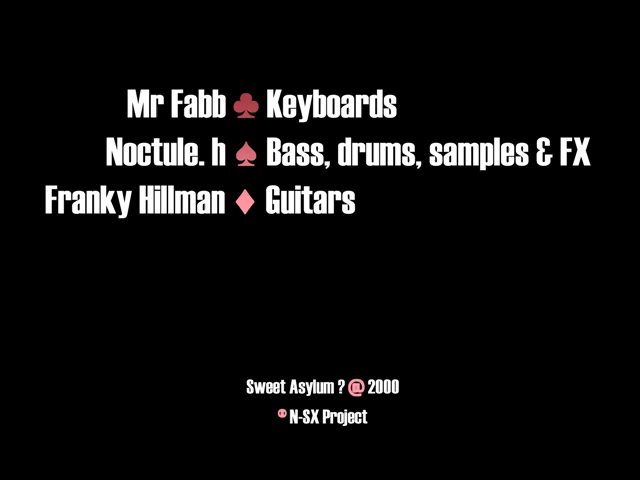 Mr Fabb ♣ Keyboards
Noctule. h ♠ Bass, drums, samples & FX
Franky Hillman ♦ Guitars
Sweet Asylum ? @ 2000
N-SX Project